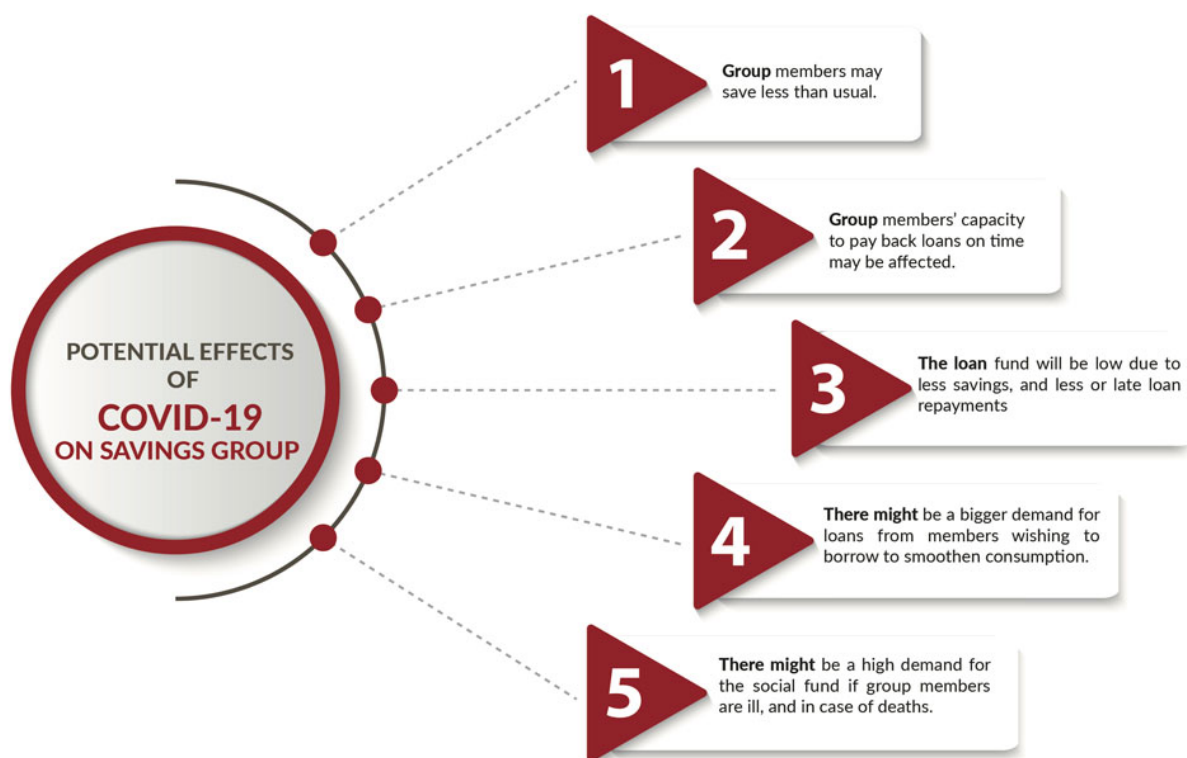 POTENTIAL EFFECTS
OF
COVID-19
ON SAVINGS GROUP
1
Group members may
save less than usual.
2
Group members' capacity
to pay back loans on time
may be affected.
3
The loan fund will be low due to
less savings, and less or late loan
repayments
4
There might be a bigger demand for
loans from members wishing to
borrow to smoothen consumption.
5
There might be a high demand for
the social fund if group members
are ill, and in case of deaths.